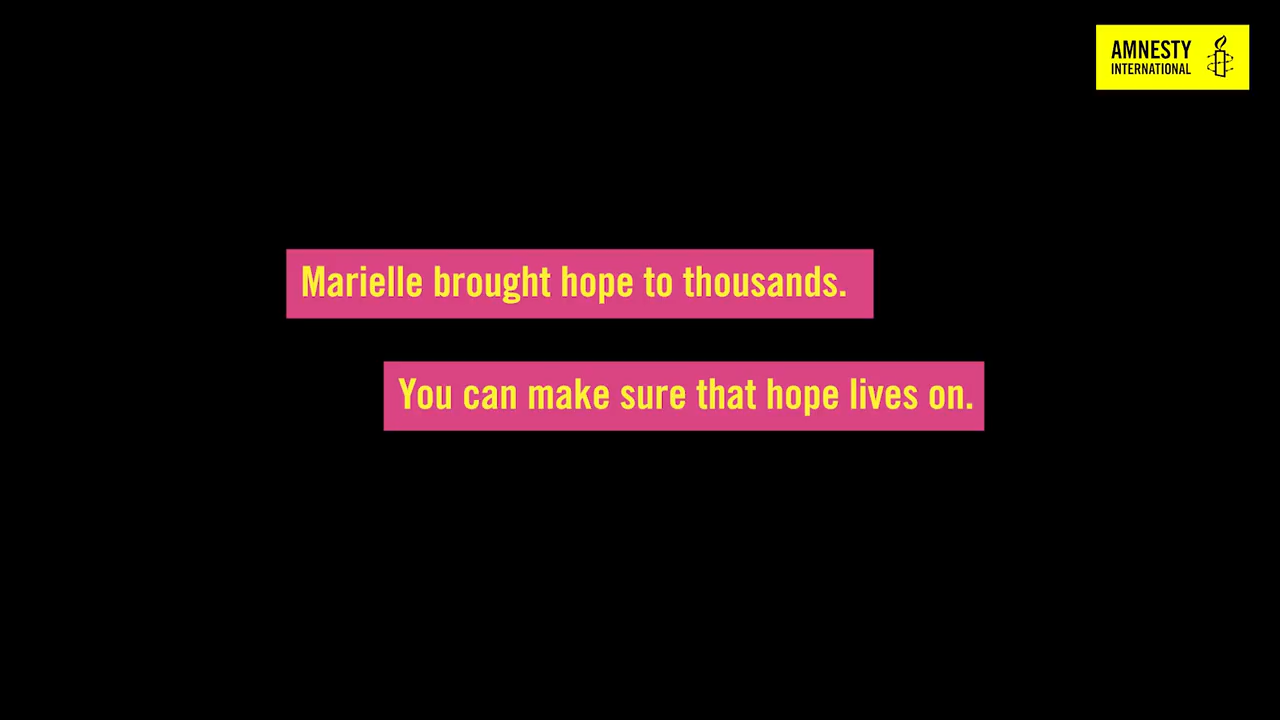 AMNESTY
INTERNATIONAL
Marielle brought hope to thousands.
You can make sure that hope lives on.